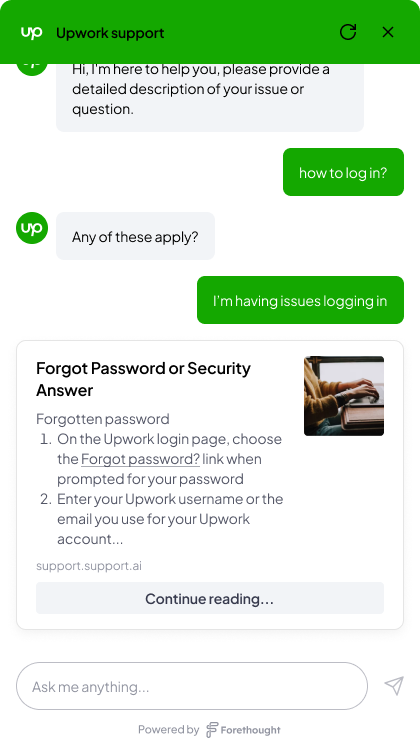 up Upwork support
up
Hi, I'm here to help you, please provide a
detailed description of your issue or
question.
how to log in?
up
Any of these apply?
I'm having issues logging in
Forgot Password or Security
Answer
Forgotten password
1. On the Upwork login page, choose
the Forgot password? link when
prompted for your password
2. Enter your Upwork username or the
email you use for your Upwork
account...
support.support.ai
Continue reading...
Ask me anything...
Powered by Forethought